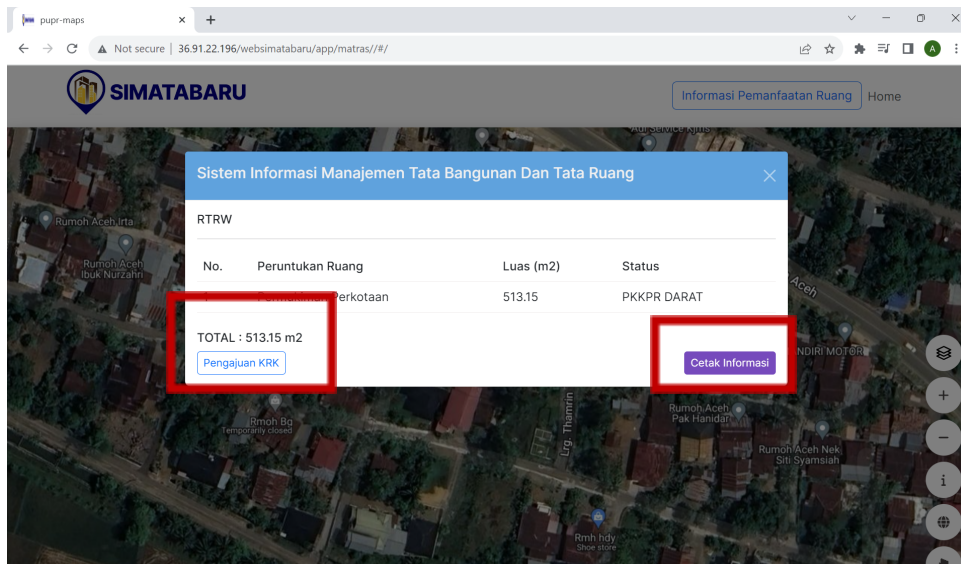 pupr-maps
Not secure | 36.91.22.196/websimatabaru/app/matras//#/
A
SIMATABARU
Informasi Pemanfaatan Ruang
Home
Sistem Informasi Manajemen Tata Bangunan Dan Tata Ruang
Rumoh Aceh Irta
RTRW
Rumoh Aceh
Ibuk Nurzahri
No. Peruntukan Ruang Luas (m2) Status
Perkotaan 513.15 PKKPR DARAT
Aceh
TOTAL : 513.15 m2
Pengajuan KRK
Cetak Informasi
NDIRI MOTOR
Rmoh Bg
Temporarily closed
Lrg. Thamrin
Rumoh Aceh
Pak Hanidar
Rumoh Aceh Nek
Siti Syamsiah
i
Rmh hdy
Shoe store